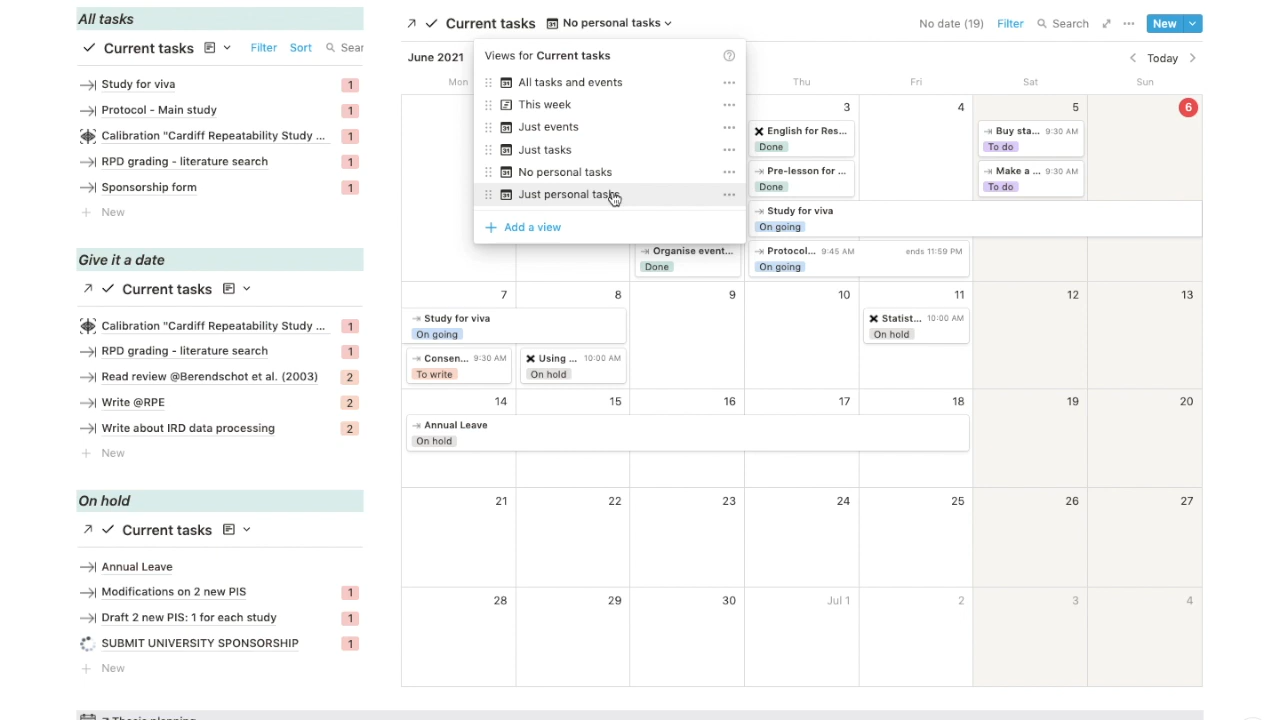 All tasks
Current tasks
Filter
Sort
Sear
Study for viva
1
Protocol - Main study
1
Calibration "Cardiff Repeatability Study ...
1
RPD grading - literature search
1
Sponsorship form
1
New
Give it a date
Current tasks
Calibration "Cardiff Repeatability Study ...
1
RPD grading - literature search
1
Read review @Berendschot et al. (2003)
2
Write @RPE
2
Write about IRD data processing
2
New
On hold
Current tasks
Annual Leave
Modifications on 2 new PIS
1
Draft 2 new PIS: 1 for each study
1
SUBMIT UNIVERSITY SPONSORSHIP
1
New
Current tasks
31
No personal tasks
No date (19)
Filter
Search
...
New
June 2021
Today
Views for Current tasks
?
31 All tasks and events
This week
31 Just events
31 Just tasks
31 No personal tasks
31 Just personal tasks
+ Add a view
Mon
Thu
Fri
Sat
Sun
3
4
5
6
English for Res...
Done
Buy sta... 9:30 AM
To do
Pre-lesson for ...
Done
Make a ... 9:30 AM
To do
Study for viva
On going
Organise event...
Done
Protocol... 9:45 AM ends 11:59 PM
On going
7
8
9
10
11
12
13
Study for viva
On going
Statist... 10:00 AM
On hold
Consen... 9:30 AM
To write
Using ... 10:00 AM
On hold
14
15
16
17
18
19
20
Annual Leave
On hold
21
22
23
24
25
26
27
28
29
30
Jul 1
2
3
4